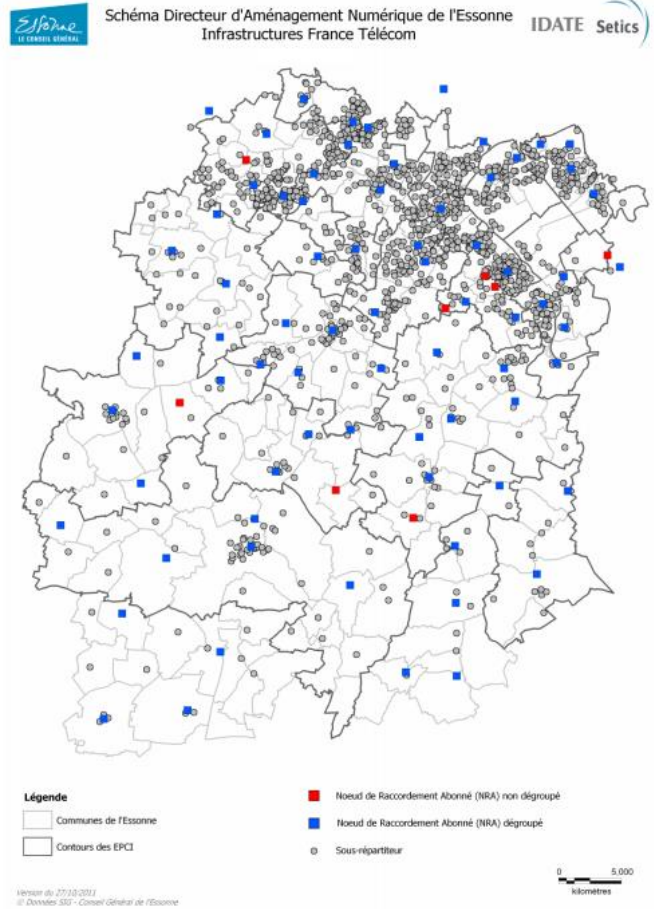 Essonne
LE CONSEIL GÉNÉRAL
Schéma Directeur d'Aménagement Numérique de l'Essonne
Infrastructures France Télécom
IDATE Setics
Légende
Communes de l'Essonne
Contours des EPCI
Noeud de Raccordement Abonné (NRA) non dégroupé
Noeud de Raccordement Abonné (NRA) dégroupé
Sous-répartiteur
0 5,000
kilomètres
Version du 27/10/2011
© Données SIG - Conseil Général de l'Essonne